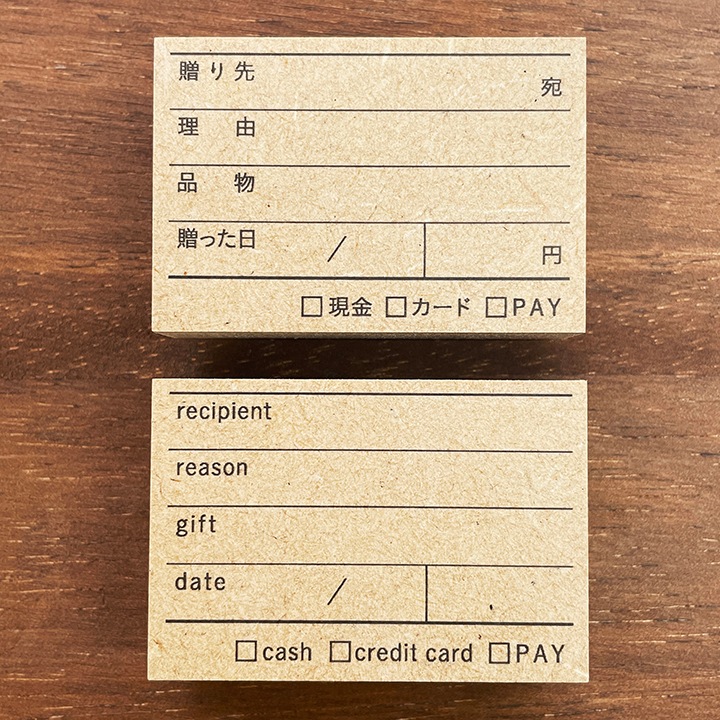 贈り先 宛
理由
品物
贈った日 / 円
□現金 □カード □PAY
recipient
reason
gift
date / .
□cash □credit card □PAY